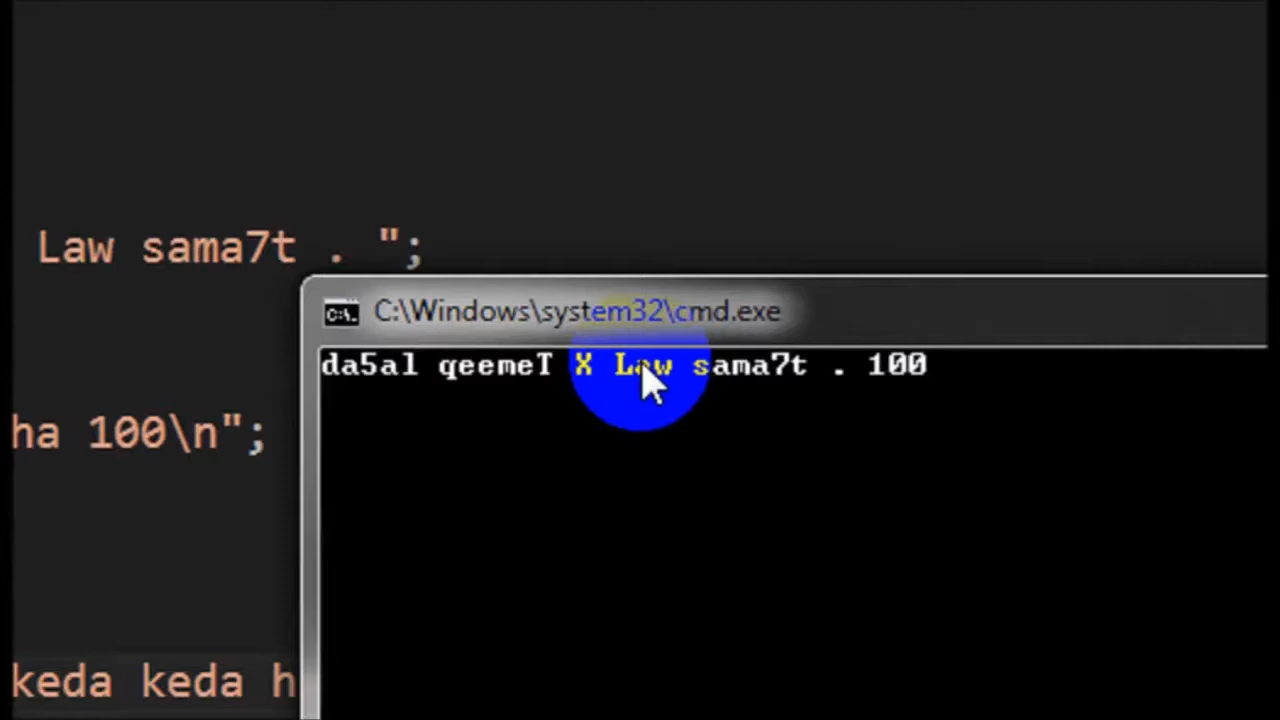 Law sama7t . ";
C:\Windows\system32\cmd.exe
da5al qeemeT X Law sama7t . 100
ha 100\n";
keda keda h